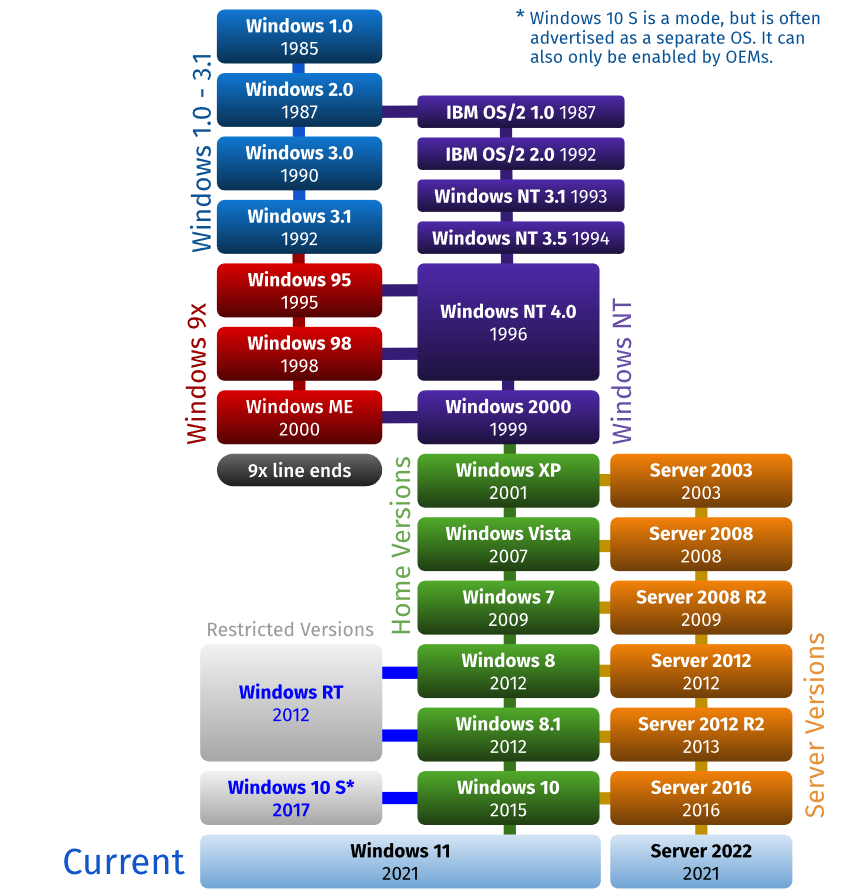 * Windows 10 S is a mode, but is often
advertised as a separate OS. It can
also only be enabled by OEMs.
Windows 1.0 - 3.1
Windows 1.0
1985
Windows 2.0
1987
Windows 3.0
1990
Windows 3.1
1992
IBM OS/2 1.0 1987
IBM OS/2 2.0 1992
Windows NT 3.1 1993
Windows NT 3.5 1994
Windows 9x
Windows 95
1995
Windows 98
1998
Windows ME
2000
9x line ends
Windows NT 4.0
1996
Windows 2000
1999
Windows NT
Home Versions
Windows XP
2001
Windows Vista
2007
Windows 7
2009
Windows 8
2012
Windows 8.1
2012
Windows 10
2015
Server 2003
2003
Server 2008
2008
Server 2008 R2
2009
Server 2012
2012
Server 2012 R2
2013
Server 2016
2016
Server Versions
Restricted Versions
Windows RT
2012
Windows 10 S*
2017
Current
Windows 11
2021
Server 2022
2021